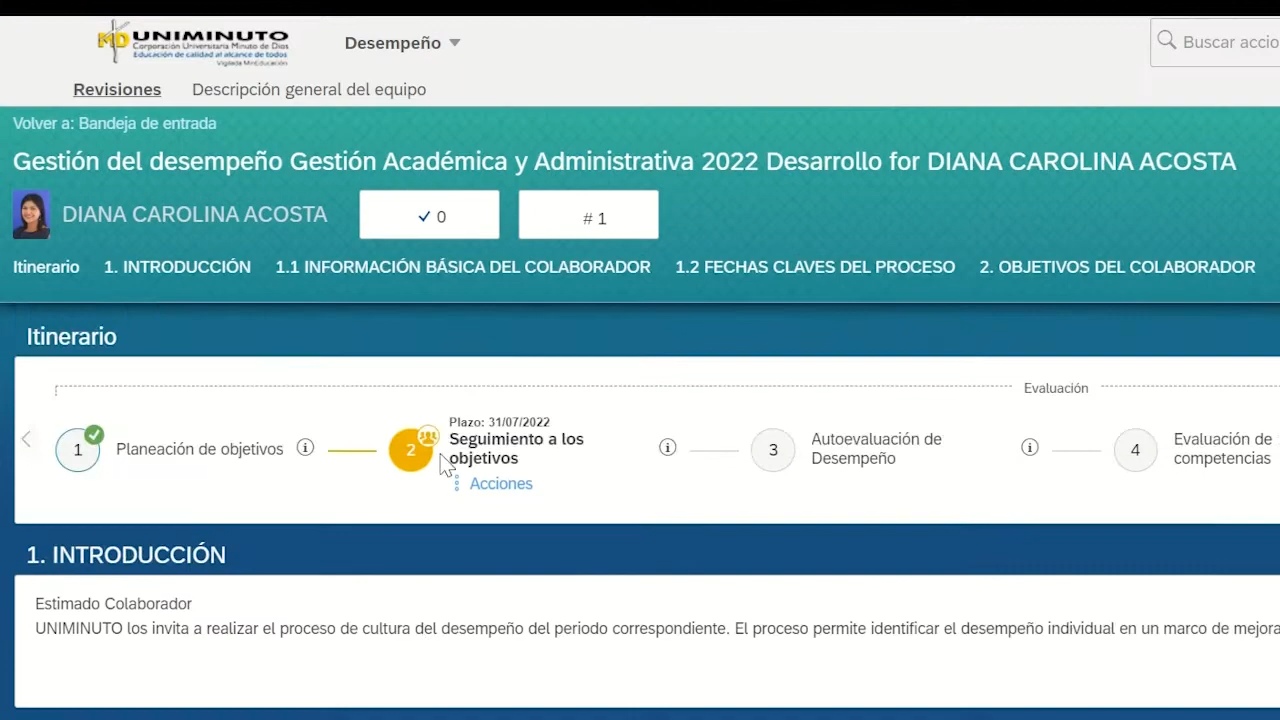 UNIMINUTO
Corporación Universitaria Minuto de Dios
Educación de calidad al alcance de todos
Vigilada MinEducación
Desempeño
Buscar accio
Revisiones
Descripción general del equipo
Volver a: Bandeja de entrada
Gestión del desempeño Gestión Académica y Administrativa 2022 Desarrollo for DIANA CAROLINA ACOSTA
DIANA CAROLINA ACOSTA
0
# 1
Itinerario
1. INTRODUCCIÓN
1.1 INFORMACIÓN BÁSICA DEL COLABORADOR
1.2 FECHAS CLAVES DEL PROCESO
2. OBJETIVOS DEL COLABORADOR
Itinerario
Evaluación
1
Planeación de objetivos
2
Plazo: 31/07/2022
Seguimiento a los
objetivos
Acciones
3
Autoevaluación de
Desempeño
4
Evaluación de
competencias
1. INTRODUCCIÓN
Estimado Colaborador
UNIMINUTO los invita a realizar el proceso de cultura del desempeño del periodo correspondiente. El proceso permite identificar el desempeño individual en un marco de mejora